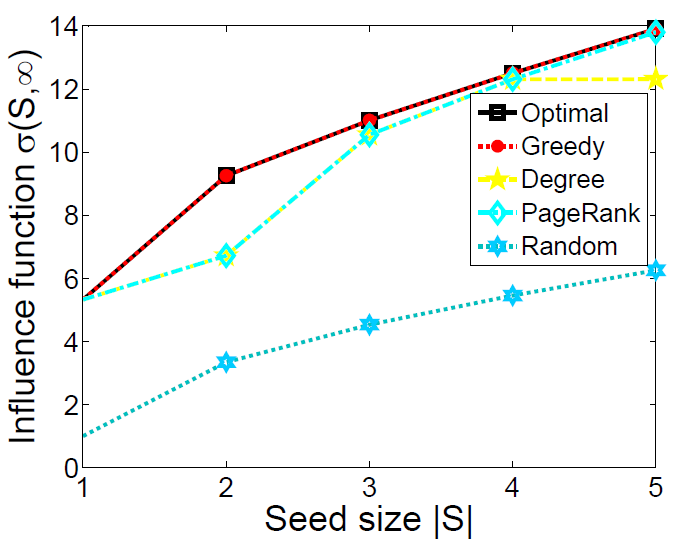 Influence function σ(S,∞)
14
12
10
8
6
4
2
0
Optimal
Greedy
Degree
PageRank
Random
1 2 3 4 5
Seed size |S|